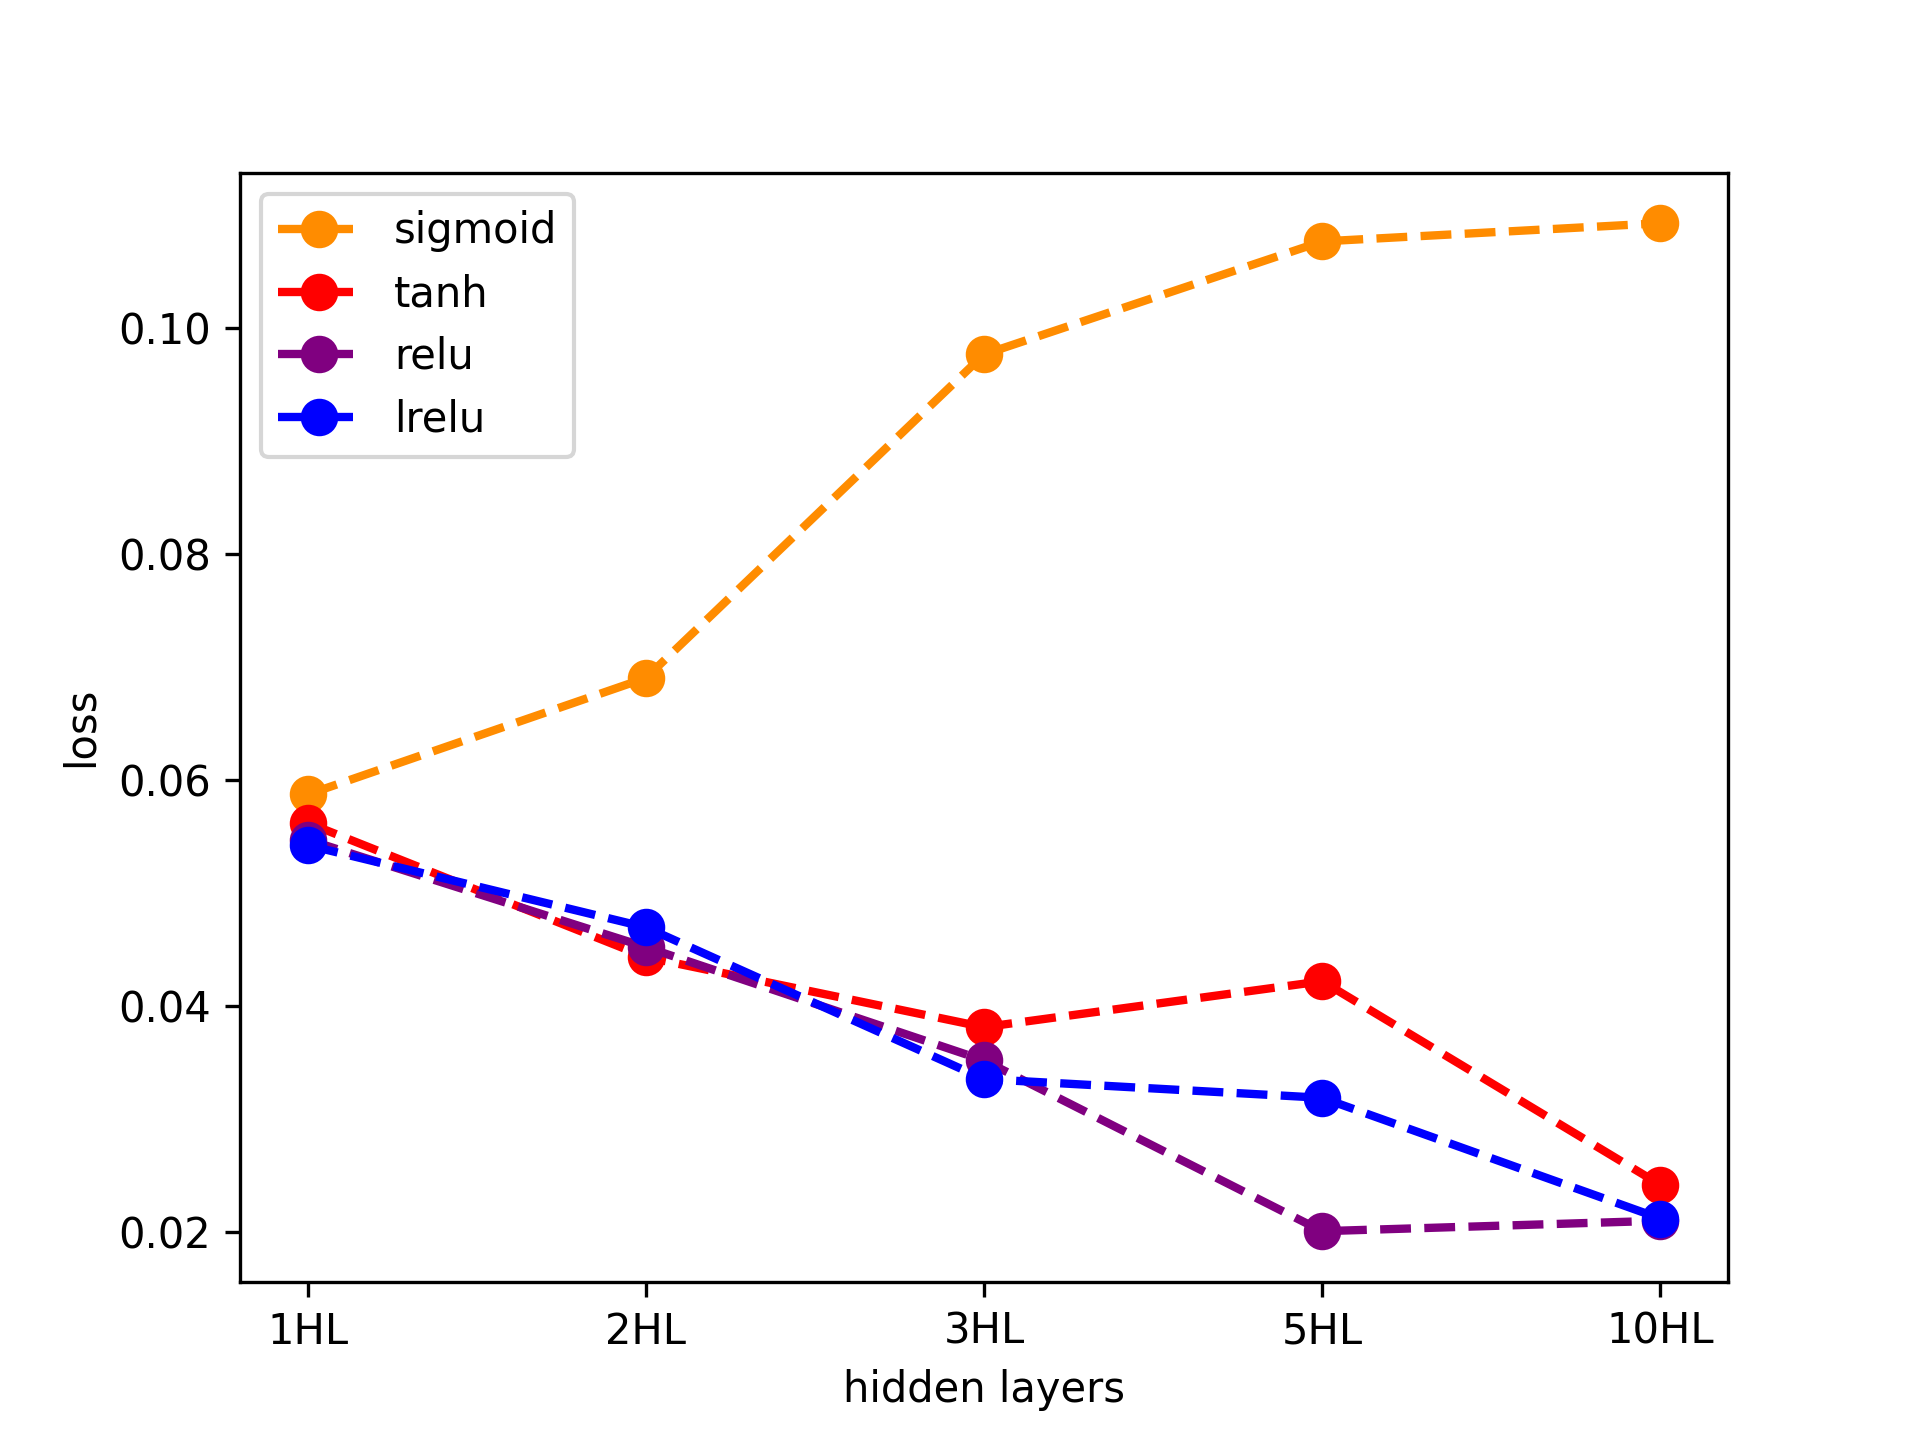 sigmoid
tanh
relu
lrelu
0.10
0.08
0.06
0.04
0.02
loss
1HL 2HL 3HL 5HL 10HL
hidden layers